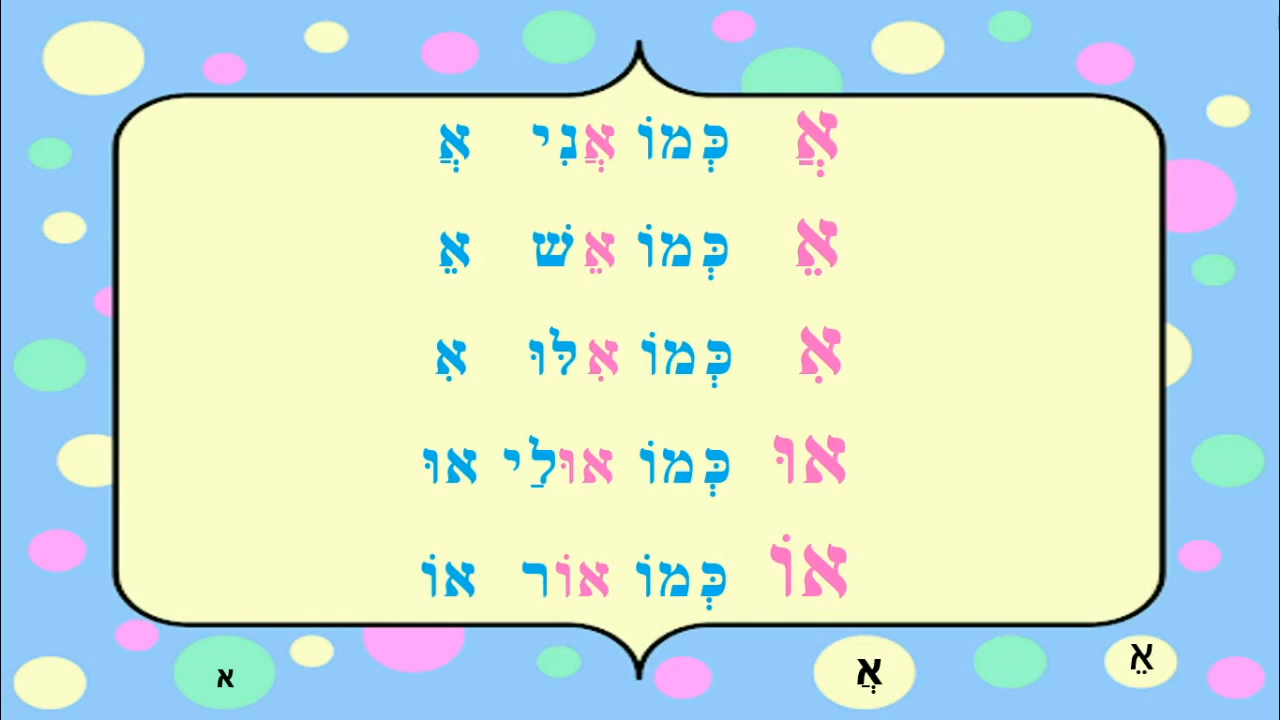 אֲ כְּמוֹ אֲנִי אֲ
אֵ כְּמוֹ אֵשׁ אֵ
אִ כְּמוֹ אִלּוּ אִ
אוּ כְּמוֹ אוּלַי אוּ
אוֹ כְּמוֹ אוֹר אוֹ
אֵ
אֲ
א